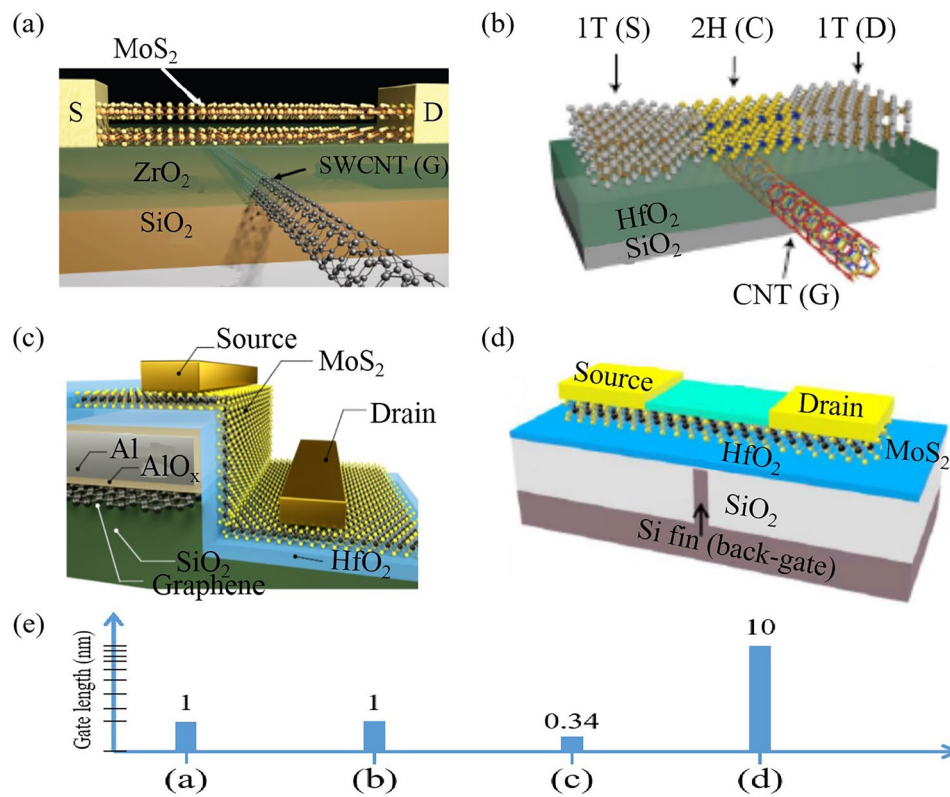 (a)
MoS₂
S
D
ZrO₂
SWCNT (G)
SiO₂
(b)
1T (S) 2H (C) 1T (D)
HfO₂
SiO₂
CNT (G)
(c)
Source
MoS₂
Drain
Al
AlOₓ
SiO₂
Graphene
HfO₂
(d)
Source
Drain
MoS₂
HfO₂
SiO₂
Si fin (back-gate)
(e)
Gate length (nm)
1
1
0.34
10
(a) (b) (c) (d)